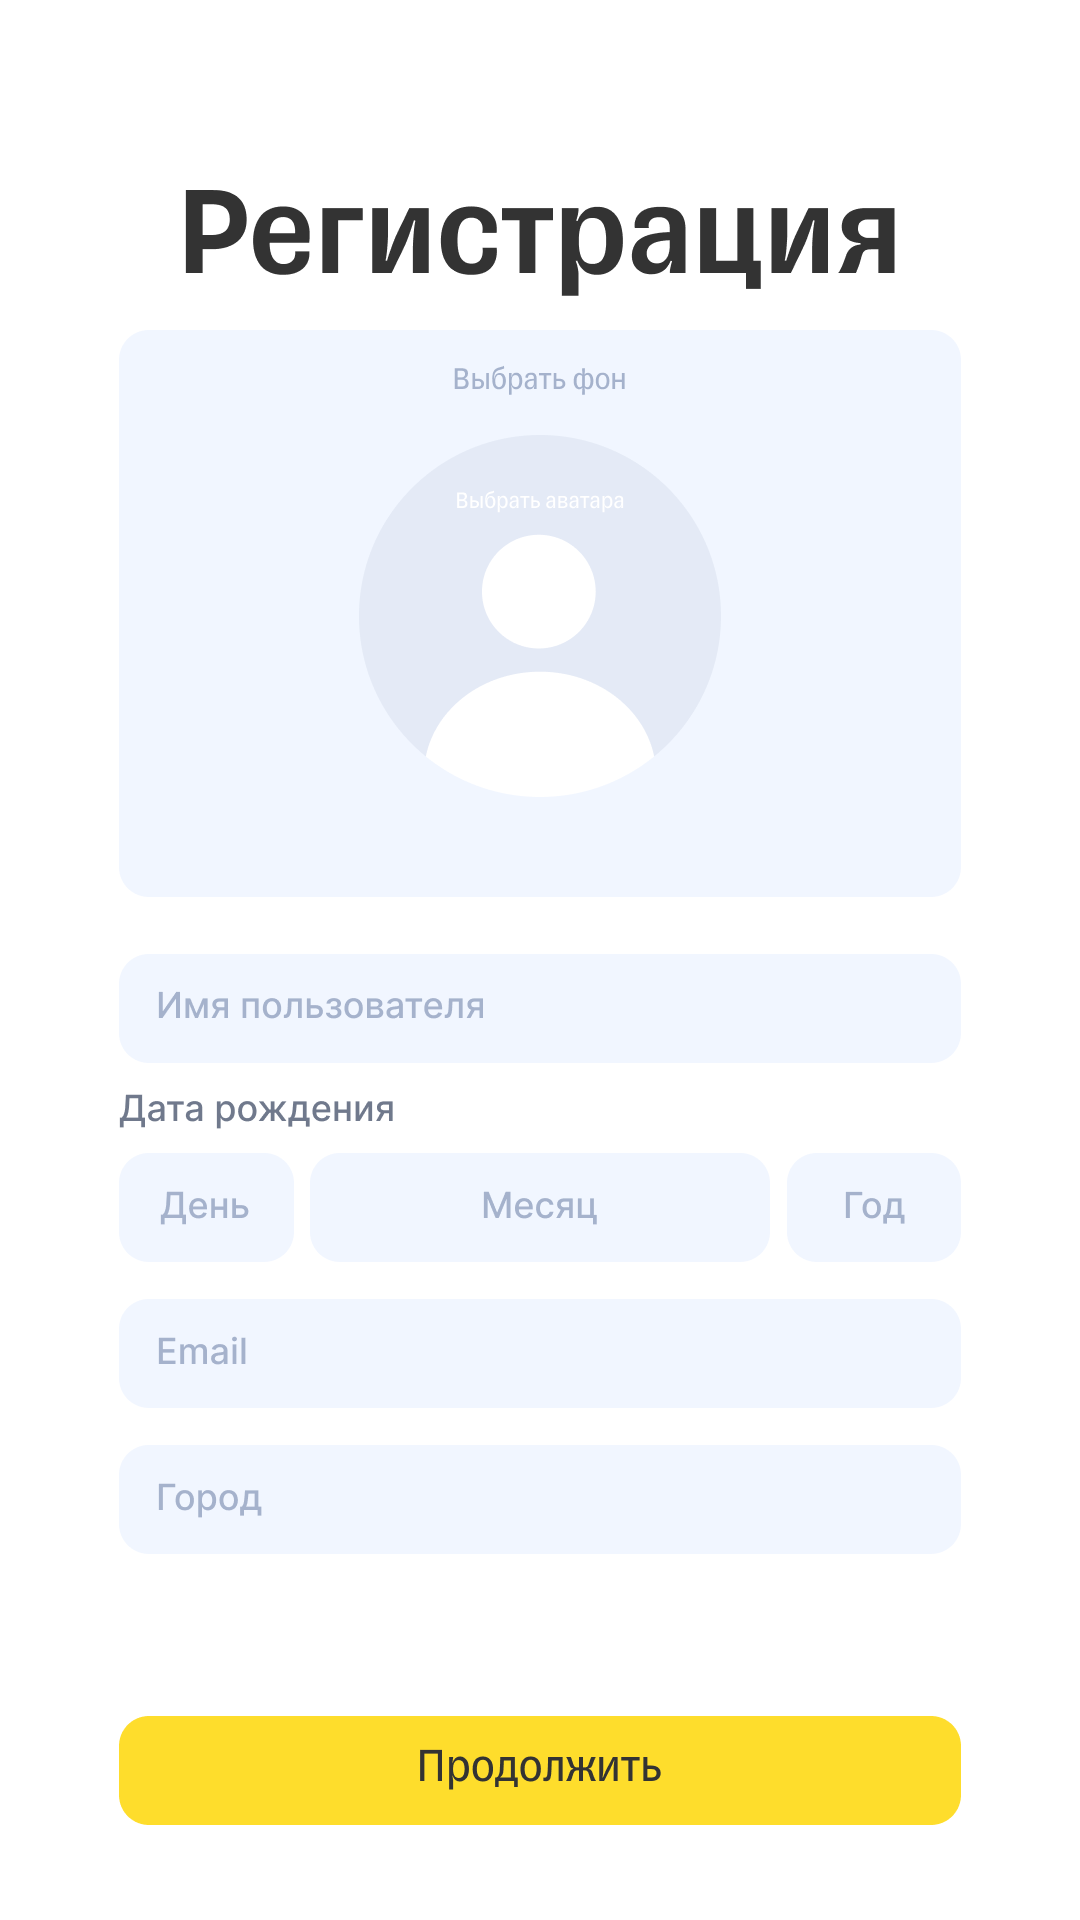 Регистрация
Выбрать фон
Выбрать аватара
Имя пользователя
Дата рождения
День Месяц Год
Email
Город
Продолжить